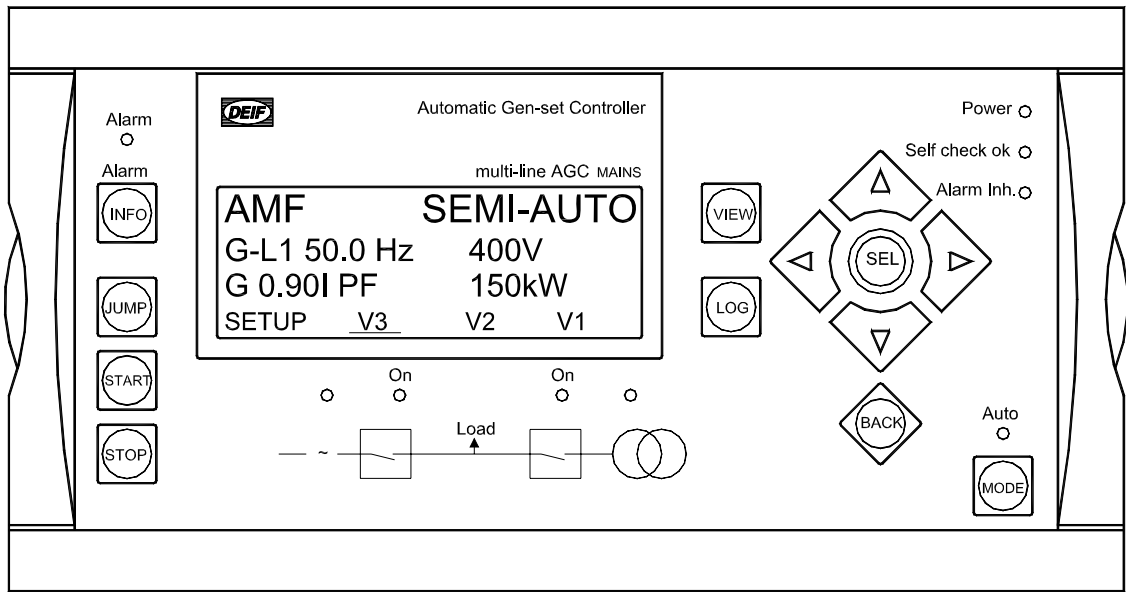 Alarm
Alarm
INFO
JUMP
START
STOP
DEIF
Automatic Gen-set Controller
multi-line AGC MAINS
AMF SEMI-AUTO
G-L1 50.0 Hz 400V
G 0.90I PF 150kW
SETUP V3 V2 V1
On On
Load
~
VIEW
LOG
Power
Self check ok
Alarm Inh.
SEL
BACK
Auto
MODE